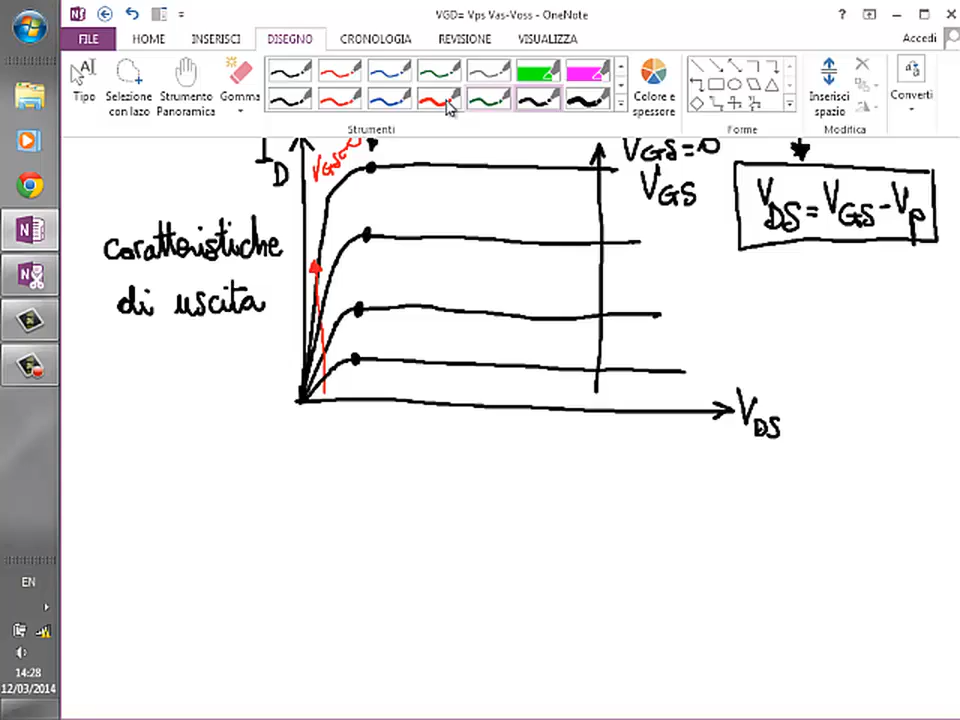 VGD= Vps Vas-Voss - OneNote
Accedi
FILE HOME INSERISCI DISEGNO CRONOLOGIA REVISIONE VISUALIZZA
Tipo
Selezione con lazo
Strumento Panoramica
Gomma
Colore e spessore
Inserisci spazio
Converti
Strumenti
Forme
Modifica
ID
VGS=0
VGS
VDS=VGS-Vp
caratteristiche
di uscita
VDS
EN
14:28
12/03/2014